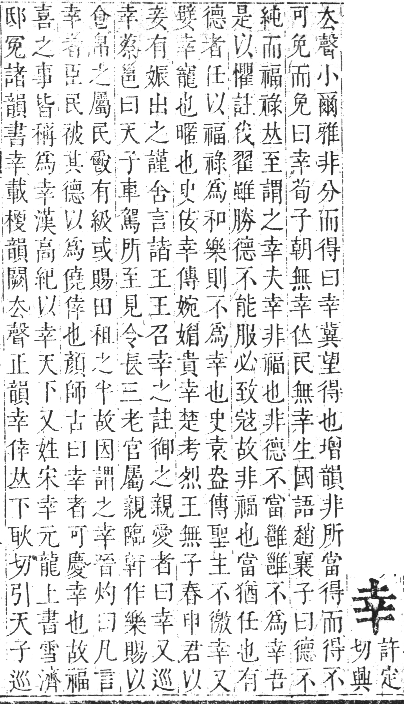 幸
許定
切興
厺聲小爾雅非分而得曰幸冀望得也增韻非所當得而得不
可免而免曰幸荀子朝無幸位民無幸生國語趙襄子曰德不
純而福祿𠀤至謂之幸夫幸非福也非德不當雝雝不爲幸吾
是以懼註伐翟雖勝德不能服必致宼故非福也當猶任也有
德者任以福祿爲和樂則不爲幸也史袁盎傳聖主不徼幸又
嬖幸寵也暱也史佞幸傳婉媚貴幸楚考烈王無子春申君以
妾有娠出之謹舍言諸王王召幸之註御之親愛者曰幸又巡
幸蔡邕曰天子車駕所至見令長三老官屬親臨軒作樂賜以
食帛之屬民爵有級或賜田租之半故因謂之幸晉灼曰凡言
幸者臣民被其德以爲僥倖也顏師古曰幸者可慶幸也故福
喜之事皆稱爲幸漢高紀以幸天下又姓宋幸元龍上書雪濟
邸冤諸韻書幸載梗韻闕厺聲正韻幸倖𠀤下耿切引天子巡